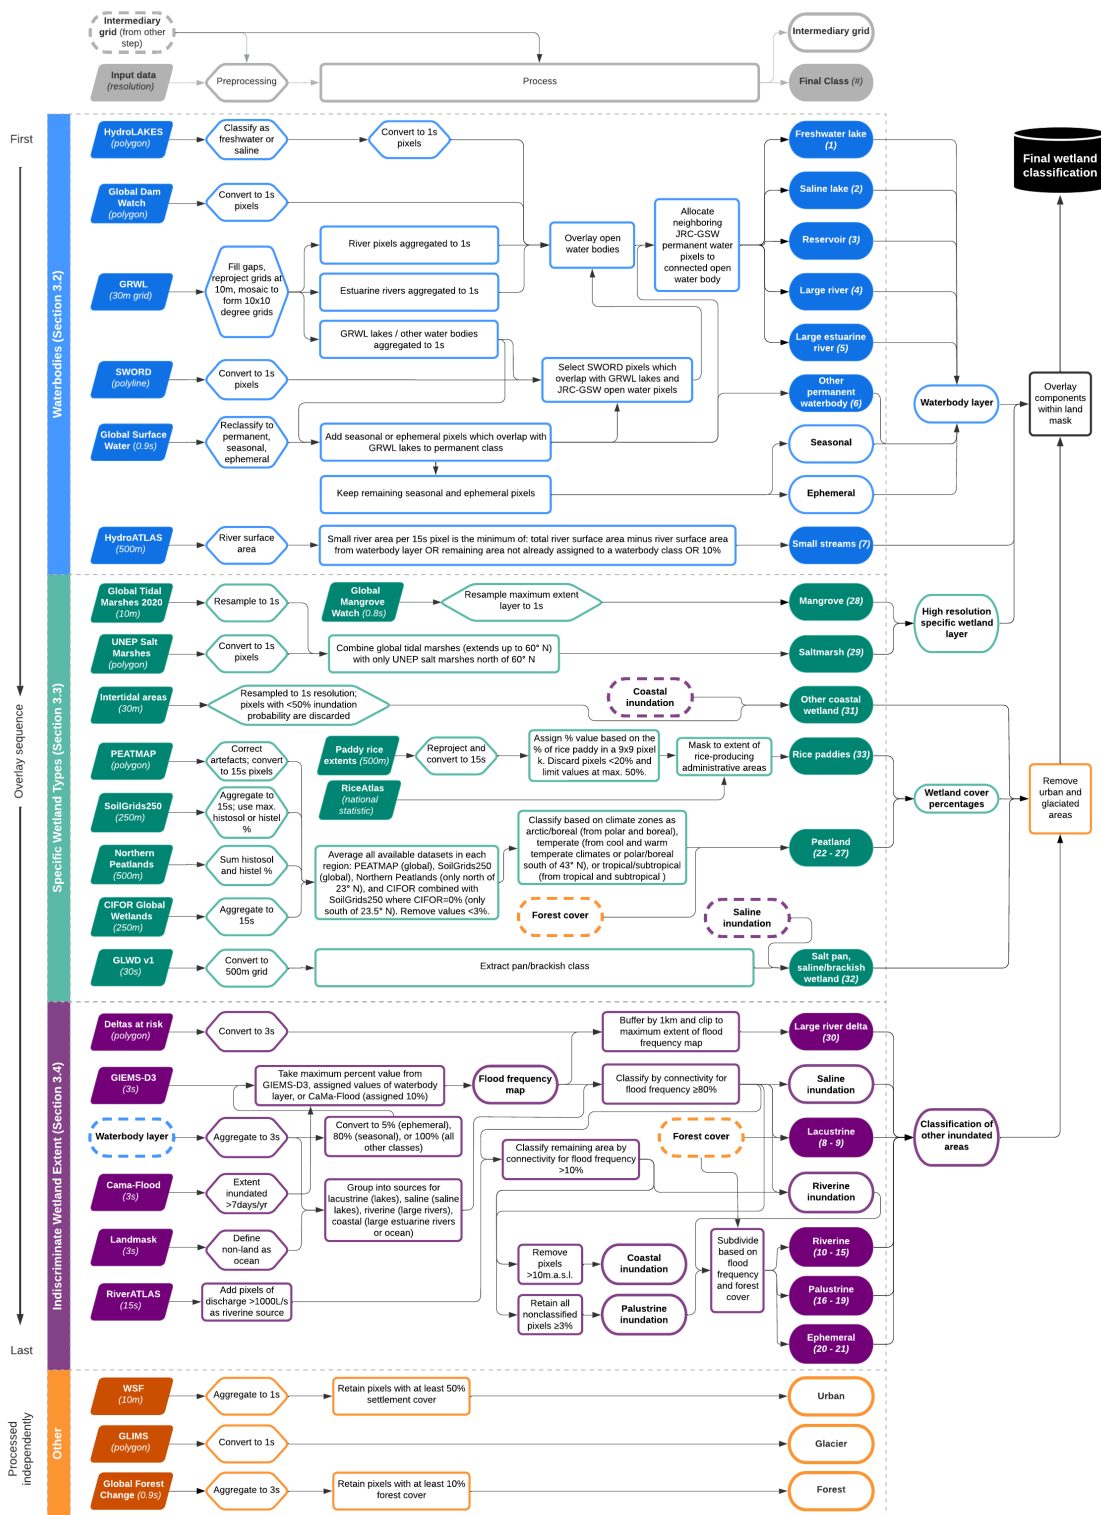 Intermediary
grid (from other
step)
Intermediary grid
Input data
(resolution)
Preprocessing
Process
Final Class (#)
First
Overlay sequence
Last
Processed
independently
Waterbodies (Section 3.2)
HydroLAKES
(polygon)
Classify as
freshwater or
saline
Convert to 1s
pixels
Freshwater lake
(1)
Final wetland
classification
Global Dam
Watch
(polygon)
Convert to 1s
pixels
Saline lake (2)
Allocate
neighboring
JRC-GSW
permanent water
pixels to
connected open
water body
River pixels aggregated to 1s
Overlay open
water bodies
Reservoir (3)
GRWL
(30m grid)
Fill gaps,
reproject grids at
10m, mosaic to
form 10x10
degree grids
Estuarine rivers aggregated to 1s
Large river (4)
GRWL lakes / other water bodies
aggregated to 1s
Large estuarine
river (5)
SWORD
(polyline)
Convert to 1s
pixels
Select SWORD pixels which
overlap with GRWL lakes and
JRC-GSW open water pixels
Other
permanent
waterbody (6)
Waterbody layer
Overlay
components
within land
mask
Global Surface
Water (0.9s)
Reclassify to
permanent,
seasonal,
ephemeral
Add seasonal or ephemeral pixels which overlap with
GRWL lakes to permanent class
Seasonal
Keep remaining seasonal and ephemeral pixels
Ephemeral
HydroATLAS
(500m)
River surface
area
Small river area per 15s pixel is the minimum of: total river surface area minus river surface area
from waterbody layer OR remaining area not already assigned to a waterbody class OR 10%
Small streams (7)
Specific Wetland Types (Section 3.3)
Global Tidal
Marshes 2020
(10m)
Resample to 1s
Global
Mangrove
Watch (0.8s)
Resample maximum extent
layer to 1s
Mangrove (28)
High resolution
specific wetland
layer
UNEP Salt
Marshes
(polygon)
Convert to 1s
pixels
Combine global tidal marshes (extends up to 60° N)
with only UNEP salt marshes north of 60° N
Saltmarsh (29)
Intertidal areas
(30m)
Resampled to 1s resolution;
pixels with <50% inundation
probability are discarded
Coastal
inundation
Other coastal
wetland (31)
PEATMAP
(polygon)
Correct
artefacts; convert
to 15s pixels
Paddy rice
extents (500m)
Reproject and
convert to 15s
Assign % value based on the
% of rice paddy in a 9x9 pixel
k. Discard pixels <20% and
limit values at max. 50%.
Mask to extent of
rice-producing
administrative areas
Rice paddies (33)
RiceAtlas
(national
statistic)
Wetland cover
percentages
Remove
urban and
glaciated
areas
SoilGrids250
(250m)
Aggregate to
15s; use max.
histosol or histel
%
Northern
Peatlands
(500m)
Sum histosol
and histel %
Average all available datasets in each
region: PEATMAP (global), SoilGrids250
(global), Northern Peatlands (only north of
23° N), and CIFOR combined with
SoilGrids250 where CIFOR=0% (only
south of 23.5° N). Remove values <3%.
Classify based on climate zones as
arctic/boreal (from polar and boreal),
temperate (from cool and warm
temperate climates or polar/boreal
south of 43° N), or tropical/subtropical
(from tropical and subtropical )
Peatland
(22 - 27)
CIFOR Global
Wetlands
(250m)
Aggregate to
15s
Forest cover
Saline
inundation
GLWD v1
(30s)
Convert to
500m grid
Extract pan/brackish class
Salt pan,
saline/brackish
wetland (32)
Indiscriminate Wetland Extent (Section 3.4)
Deltas at risk
(polygon)
Convert to 3s
Buffer by 1km and clip to
maximum extent of flood
frequency map
Large river delta
(30)
GIEMS-D3
(3s)
Take maximum percent value from
GIEMS-D3, assigned values of waterbody
layer, or CaMa-Flood (assigned 10%)
Flood frequency
map
Classify by connectivity for
flood frequency ≥80%
Saline
inundation
Waterbody layer
Aggregate to 3s
Convert to 5% (ephemeral),
80% (seasonal), or 100% (all
other classes)
Classify remaining area by
connectivity for flood frequency
>10%
Forest cover
Lacustrine
(8 - 9)
Classification of
other inundated
areas
Cama-Flood
(3s)
Extent
inundated
>7days/yr
Group into sources for
lacustrine (lakes), saline (saline
lakes), riverine (large rivers),
coastal (large estuarine rivers
or ocean)
Riverine
inundation
Landmask
(3s)
Define
non-land as
ocean
Remove
pixels
>10m.a.s.l.
Coastal
inundation
Subdivide
based on
flood
frequency
and forest
cover
Riverine
(10 - 15)
RiverATLAS
(15s)
Add pixels of
discharge >1000L/s
as riverine source
Retain all
nonclassified
pixels ≥3%
Palustrine
inundation
Palustrine
(16 - 19)
Ephemeral
(20 - 21)
Other
WSF
(10m)
Aggregate to 1s
Retain pixels with at least 50%
settlement cover
Urban
GLIMS
(polygon)
Convert to 1s
Glacier
Global Forest
Change (0.9s)
Aggregate to 3s
Retain pixels with at least 10%
forest cover
Forest